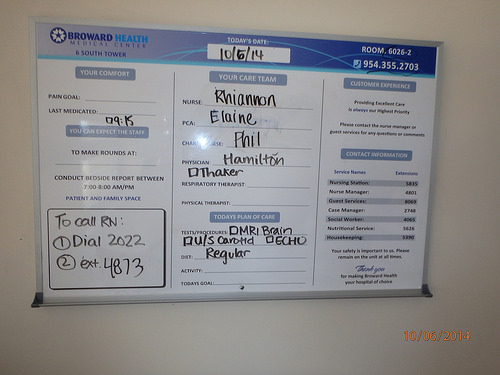 BROWARD HEALTH
MEDICAL CENTER
6 SOUTH TOWER
TODAY'S DATE:
10/6/14
ROOM. 6026-2
954.355.2703
YOUR COMFORT
PAIN GOAL:
LAST MEDICATED:
09:15
YOU CAN EXPECT THE STAFF
TO MAKE ROUNDS AT:
CONDUCT BEDSIDE REPORT BETWEEN
7:00-8:00 AM/PM
PATIENT AND FAMILY SPACE
To call RN:
① Dial 2022
② ext. 4873
YOUR CARE TEAM
NURSE: Rhiannon
PCA: Elaine
CHARGE NURSE: Phil
PHYSICIAN: Hamilton
Thaker
RESPIRATORY THERAPIST:
PHYSICAL THERAPIST:
TODAYS PLAN OF CARE
TESTS/PROCEDURES: □MRI Brain
□U/S Carotid □ECHO
DIET: Regular
ACTIVITY:
TODAYS GOAL:
CUSTOMER EXPERIENCE
Providing Excellent Care
is always our Highest Priority
Please contact the nurse manager or
guest services for any questions or comments
CONTACT INFORMATION
Service Names Extensions
Nursing Station: 5835
Nurse Manager: 4801
Guest Services: 8069
Case Manager: 2748
Social Worker: 4065
Nutritional Service: 5626
Housekeeping: 5390
Your safety is important to us. Please
remain on the unit at all times.
Thank you
for making Broward Health
your hospital of choice
10/06/2014